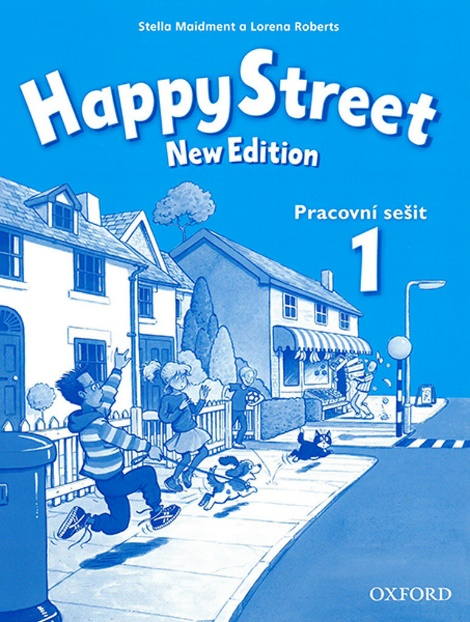 Stella Maidment a Lorena Roberts
Happy Street
New Edition
Pracovní sešit
1
OXFORD